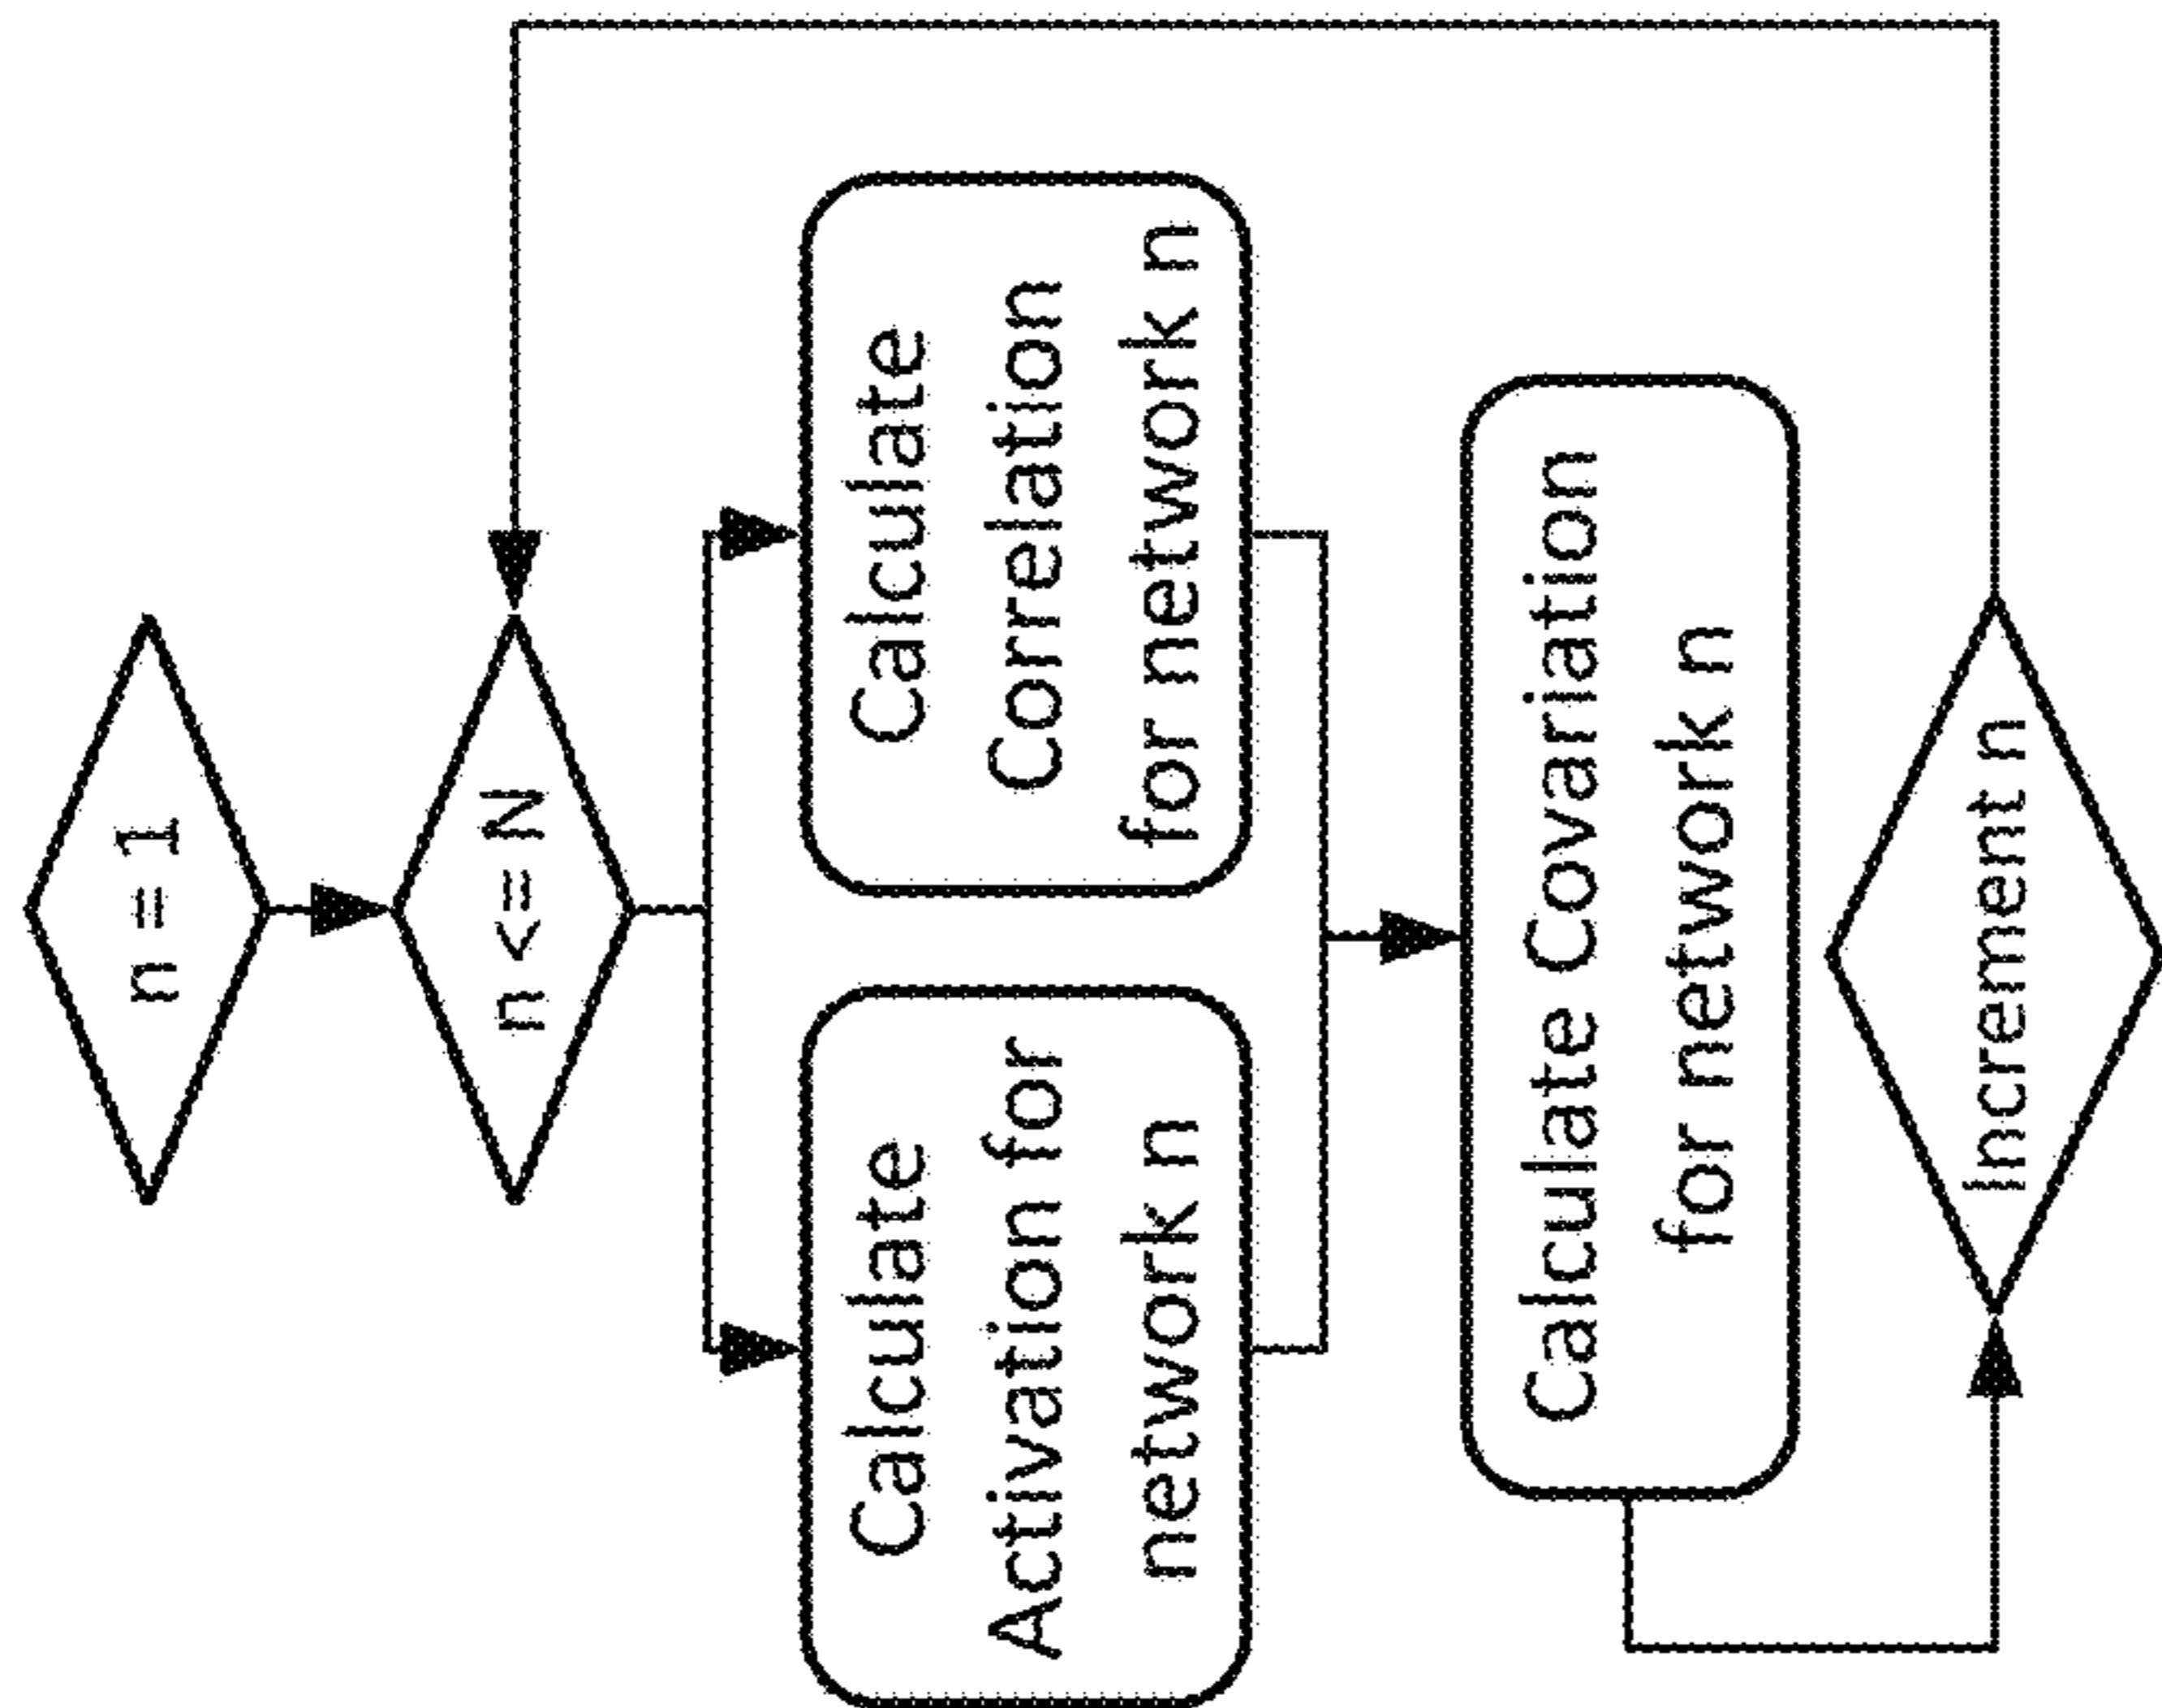 n = 1
n <= N
Calculate
Activation for
network n
Calculate
Correlation
for network n
Calculate Covariation
for network n
Increment n